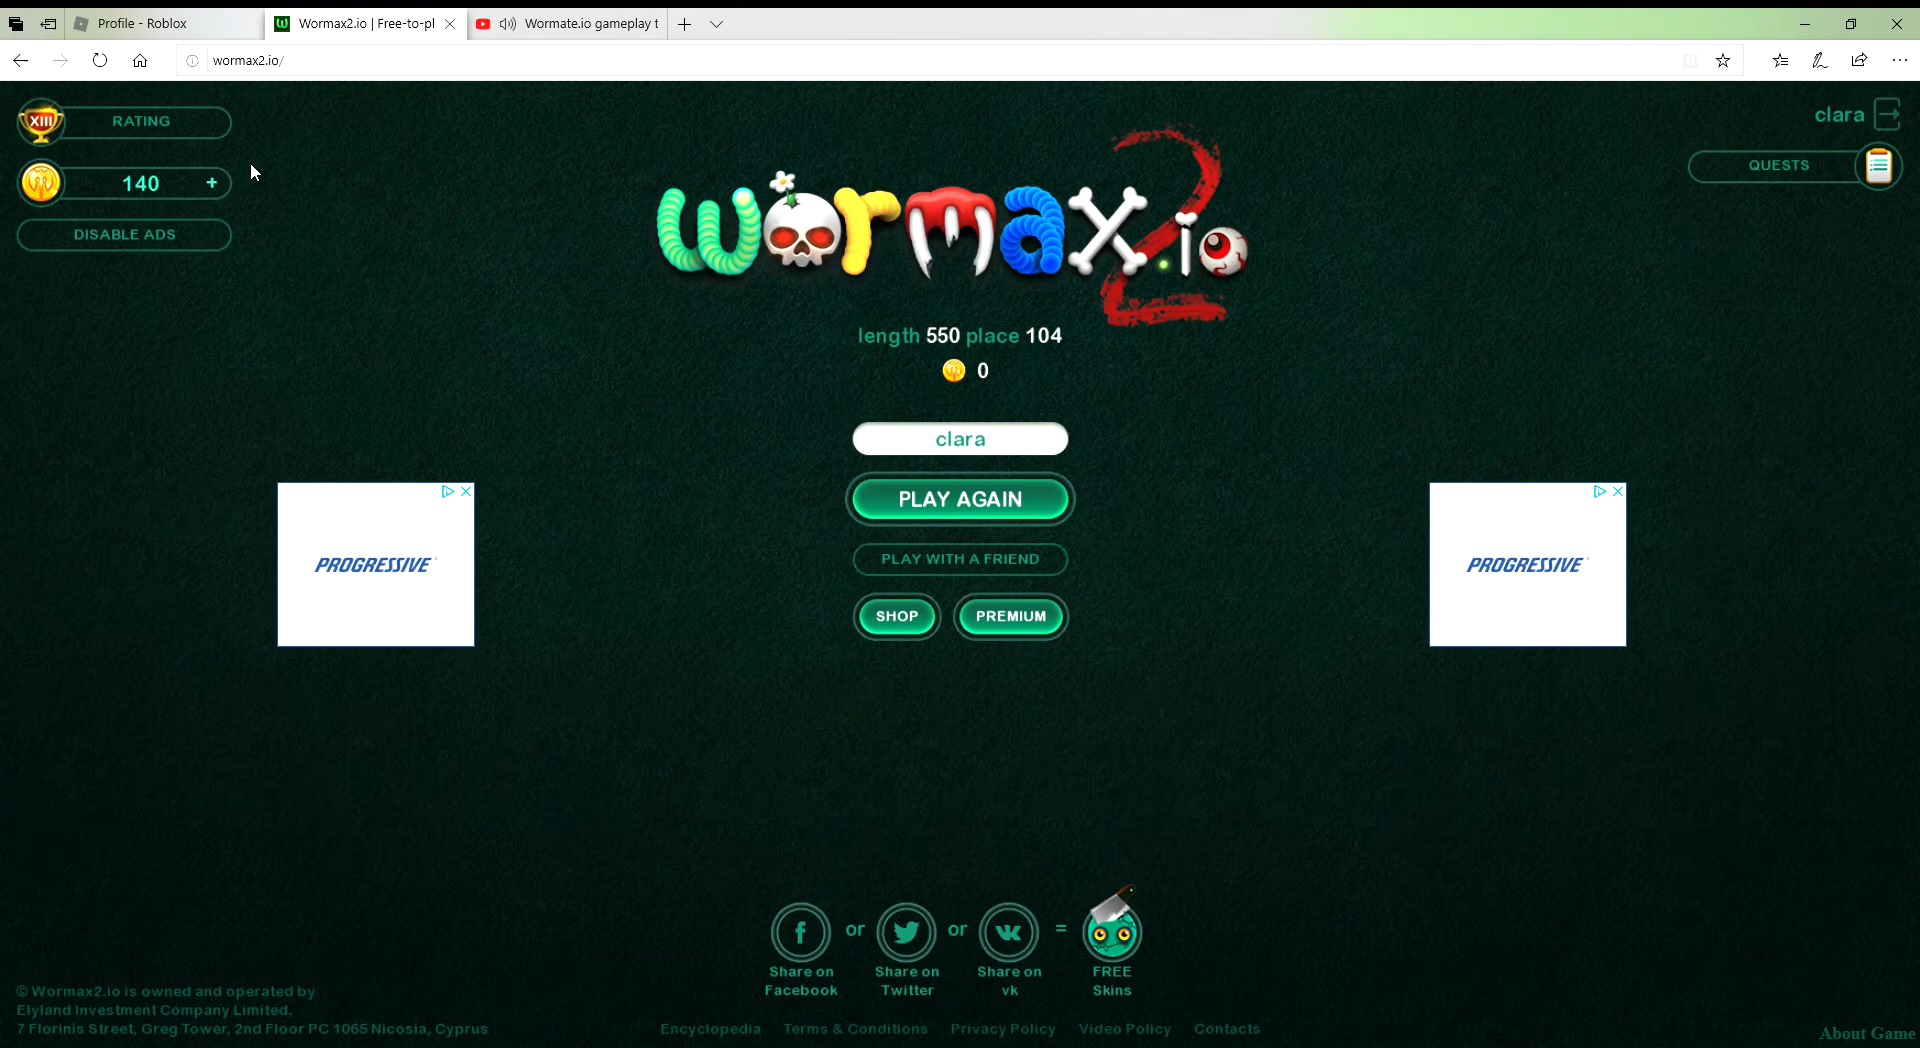 Profile - Roblox
Wormax2.io | Free-to-pl
Wormate.io gameplay t
wormax2.io/
XIII RATING
clara
140 +
QUESTS
DISABLE ADS
wormax2.io
length 550 place 104
0
clara
PLAY AGAIN
PLAY WITH A FRIEND
SHOP PREMIUM
PROGRESSIVE
PROGRESSIVE
or or =
Share on Facebook
Share on Twitter
Share on vk
FREE Skins
© Wormax2.io is owned and operated by
Elyland Investment Company Limited,
7 Florinis Street, Greg Tower, 2nd Floor PC 1065 Nicosia, Cyprus
Encyclopedia Terms & Conditions Privacy Policy Video Policy Contacts
About Game